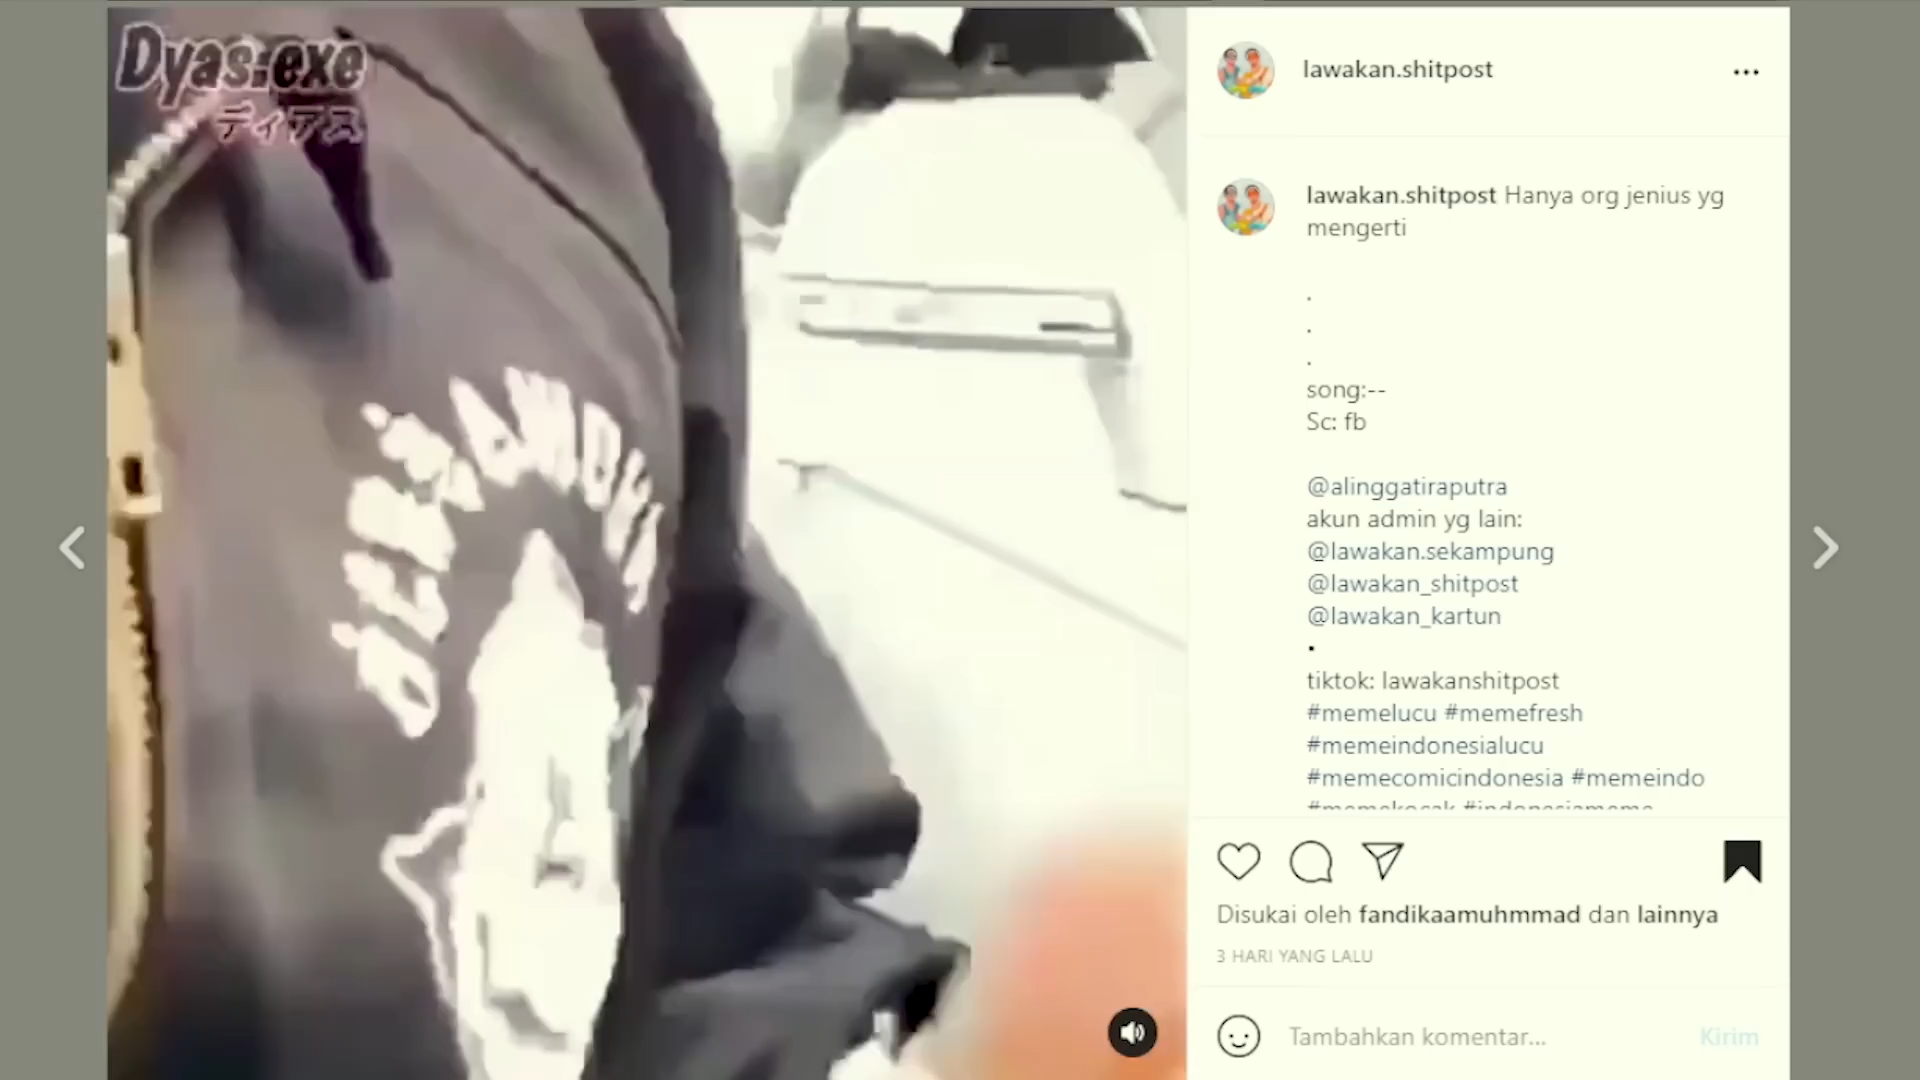 Dyas.exe
ディアス
lawakan.shitpost
lawakan.shitpost Hanya org jenius yg
mengerti
.
.
.
song:--
Sc: fb
@alinggatiraputra
akun admin yg lain:
@lawakan.sekampung
@lawakan_shitpost
@lawakan_kartun
.
tiktok: lawakanshitpost
#memelucu #memefresh
#memeindonesialucu
#memecomicindonesia #memeindo
#memekocak #indonesiameme
Disukai oleh fandikaamuhmmad dan lainnya
3 HARI YANG LALU
Tambahkan komentar...
Kirim